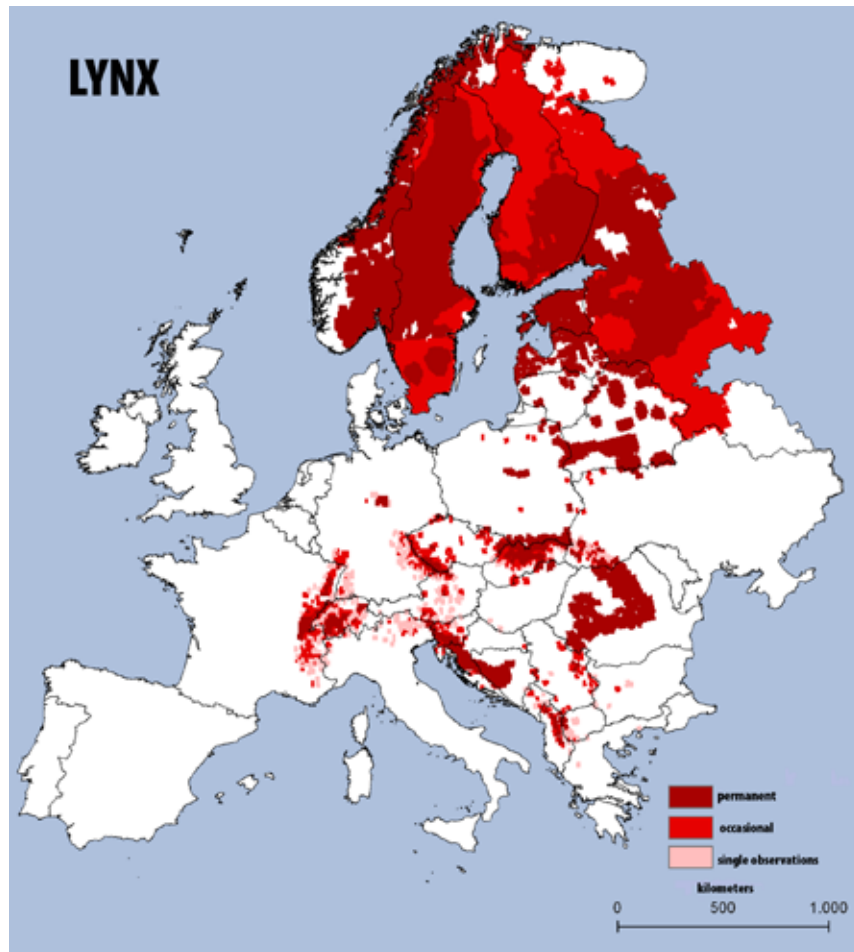 LYNX
permanent
occasional
single observations
kilometers
0 500 1.000